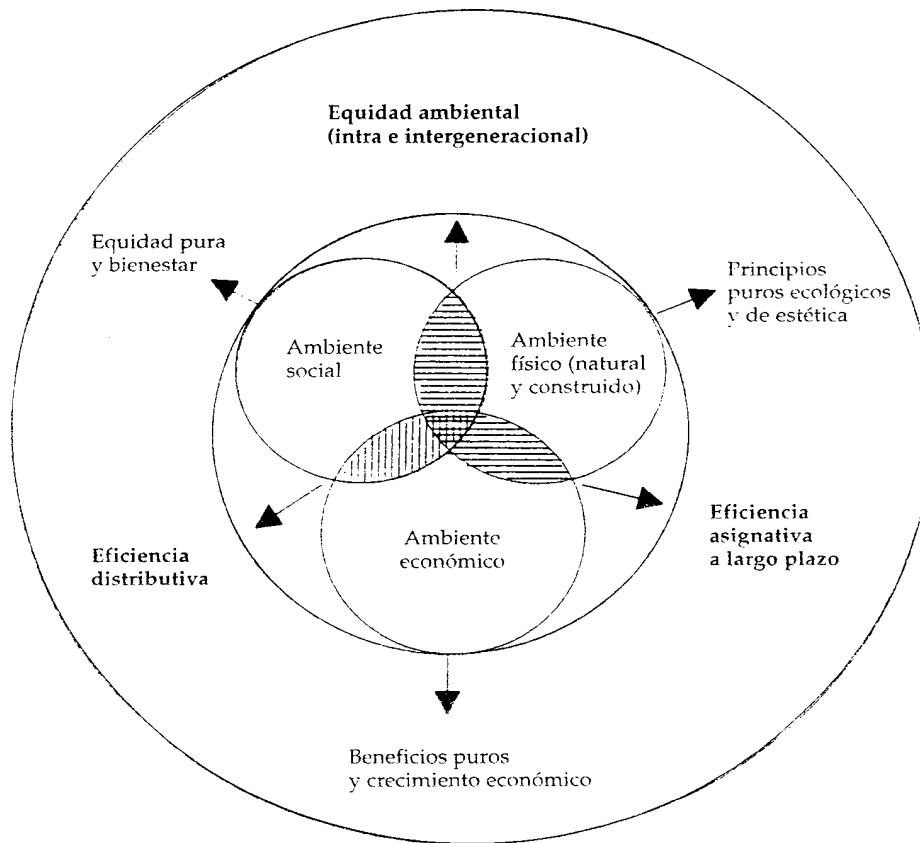 Equidad ambiental
(intra e intergeneracional)
Equidad pura
y bienestar
Principios
puros ecológicos
y de estética
Ambiente
social
Ambiente
físico (natural
y construido)
Ambiente
económico
Eficiencia
distributiva
Eficiencia
asignativa
a largo plazo
Beneficios puros
y crecimiento económico